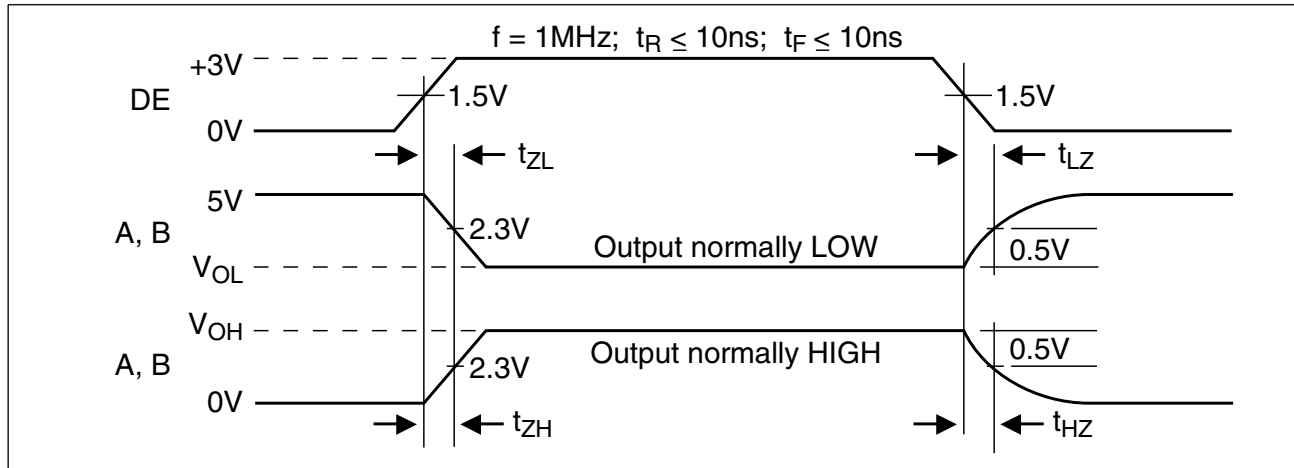 f = 1MHz; tR ≤ 10ns; tF ≤ 10ns
+3V
DE
1.5V
1.5V
0V
tZL
tLZ
5V
A, B
2.3V
Output normally LOW
0.5V
VOL
VOH
A, B
2.3V
Output normally HIGH
0.5V
0V
tZH
tHZ